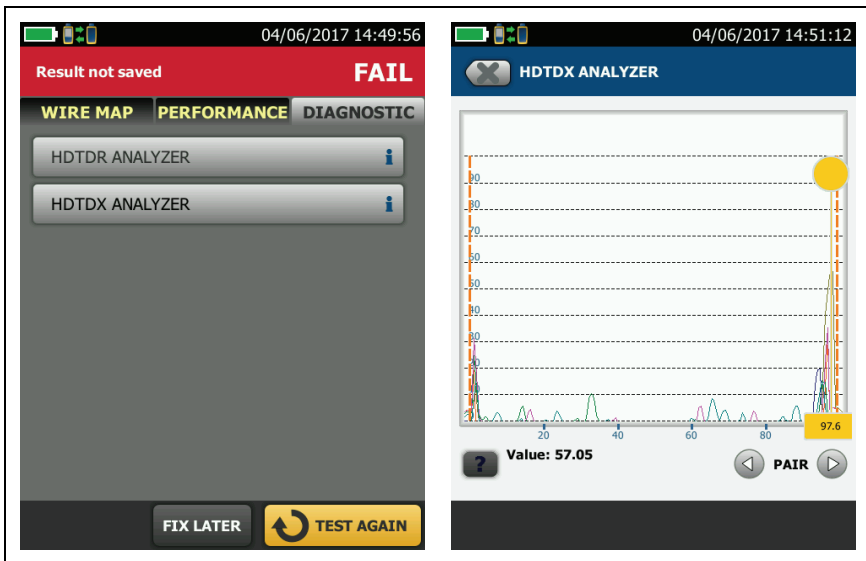 04/06/2017 14:49:56
Result not saved
FAIL
WIRE MAP PERFORMANCE DIAGNOSTIC
HDTDR ANALYZER i
HDTDX ANALYZER i
FIX LATER
TEST AGAIN
04/06/2017 14:51:12
X HDTDX ANALYZER
90
80
70
60
50
40
30
20
20 40 60 80
97.6
? Value: 57.05
PAIR